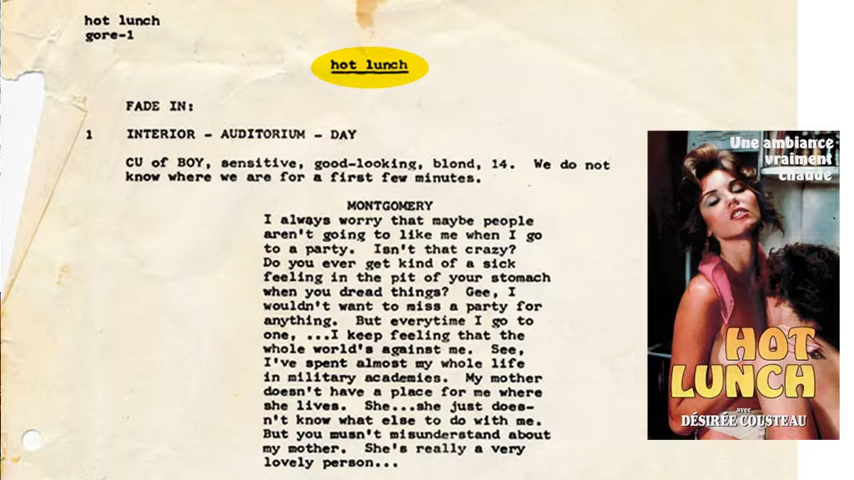 hot lunch
gore-1
hot lunch
FADE IN:
1 INTERIOR - AUDITORIUM - DAY
CU of BOY, sensitive, good-looking, blond, 14. We do not
know where we are for a first few minutes.
MONTGOMERY
I always worry that maybe people
aren't going to like me when I go
to a party. Isn't that crazy?
Do you ever get kind of a sick
feeling in the pit of your stomach
when you dread things? Gee, I
wouldn't want to miss a party for
anything. But everytime I go to
one, ...I keep feeling that the
whole world's against me. See,
I've spent almost my whole life
in military academies. My mother
doesn't have a place for me where
she lives. She...she just does-
n't know what else to do with me.
But you musn't misunderstand about
my mother. She's really a very
lovely person...
Une ambiance
vraiment
chaude
HOT
LUNCH
avec
DÉSIRÉE COUSTEAU